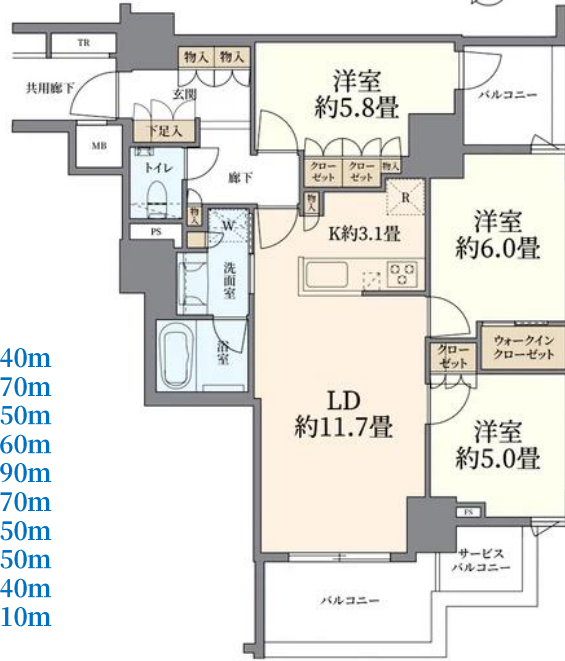 TR
物入
物入
共用廊下
玄関
洋室
約5.8畳
バルコニー
下足入
MB
トイレ
廊下
クロー
ゼット
クロー
ゼット
物入
物入
R
物入
PS
W
K約3.1畳
洋室
約6.0畳
洗面室
浴室
クロー
ゼット
ウォークイン
クローゼット
LD
約11.7畳
洋室
約5.0畳
PS
サービス
バルコニー
バルコニー
40m
70m
50m
60m
90m
70m
50m
50m
40m
10m